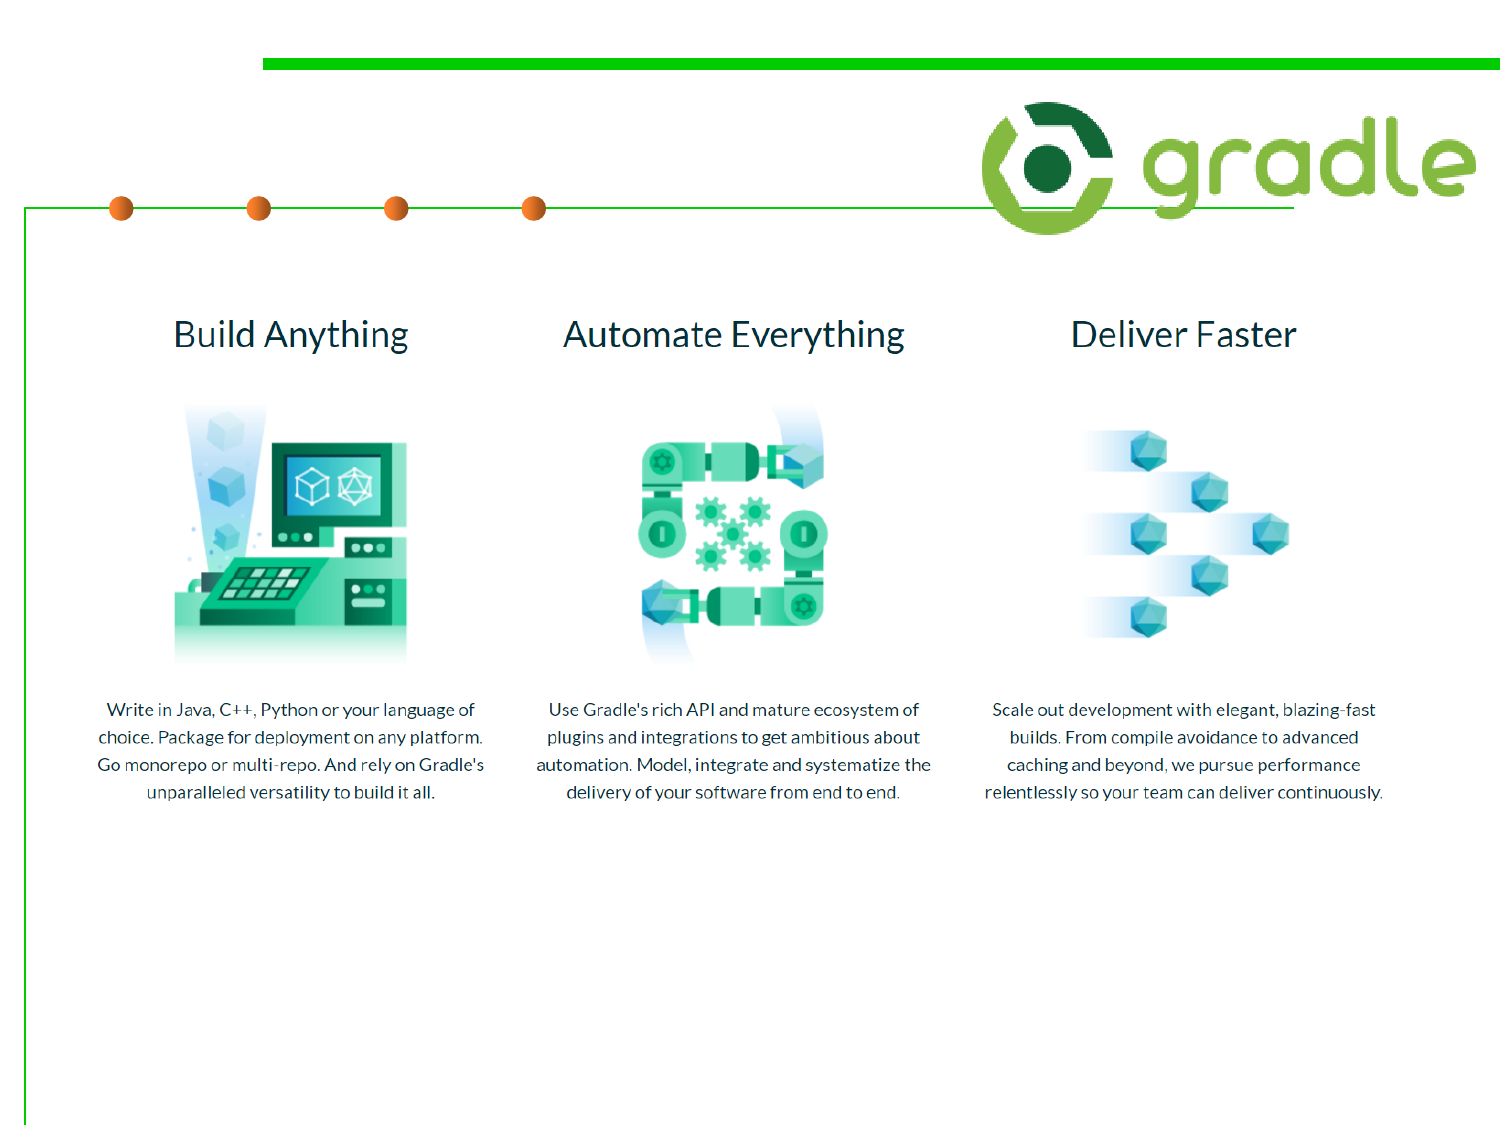 gradle
Build Anything
Automate Everything
Deliver Faster
Write in Java, C++, Python or your language of
choice. Package for deployment on any platform.
Go monorepo or multi-repo. And rely on Gradle's
unparalleled versatility to build it all.
Use Gradle's rich API and mature ecosystem of
plugins and integrations to get ambitious about
automation. Model, integrate and systematize the
delivery of your software from end to end.
Scale out development with elegant, blazing-fast
builds. From compile avoidance to advanced
caching and beyond, we pursue performance
relentlessly so your team can deliver continuously.